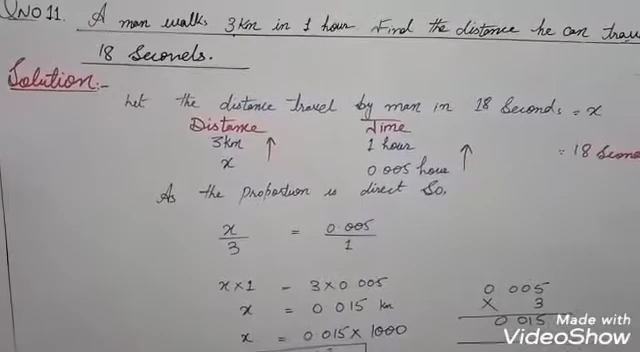 QNO 11. A man walks 3km in 1 hour Find the distance he can trav
18 Seconds.
Solution:-
Let the distance travel by man in 18 Seconds = x
Distance Time
3km ↑ 1 hour ↑
x 0.005 hour
= 18 Secon
As the proportion is direct So,
x/3 = 0.005/1
x×1 = 3×0.005
x = 0.015 km
x = 0.015 × 1000
0.005
× 3
0.015
Made with
VideoShow